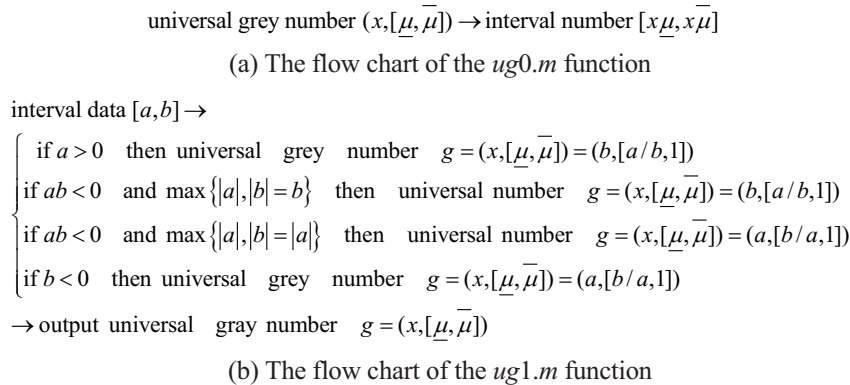 universal grey number (x,[μ̲, μ̅]) → interval number [xμ̲, xμ̅]
(a) The flow chart of the ug0.m function
interval data [a,b] →
if a > 0 then universal grey number g = (x,[μ̲, μ̅]) = (b,[a/b,1])
if ab < 0 and max{|a|,|b| = b} then universal number g = (x,[μ̲, μ̅]) = (b,[a/b,1])
if ab < 0 and max{|a|,|b| = |a|} then universal number g = (x,[μ̲, μ̅]) = (a,[b/a,1])
if b < 0 then universal grey number g = (x,[μ̲, μ̅]) = (a,[b/a,1])
→ output universal gray number g = (x,[μ̲, μ̅])
(b) The flow chart of the ug1.m function